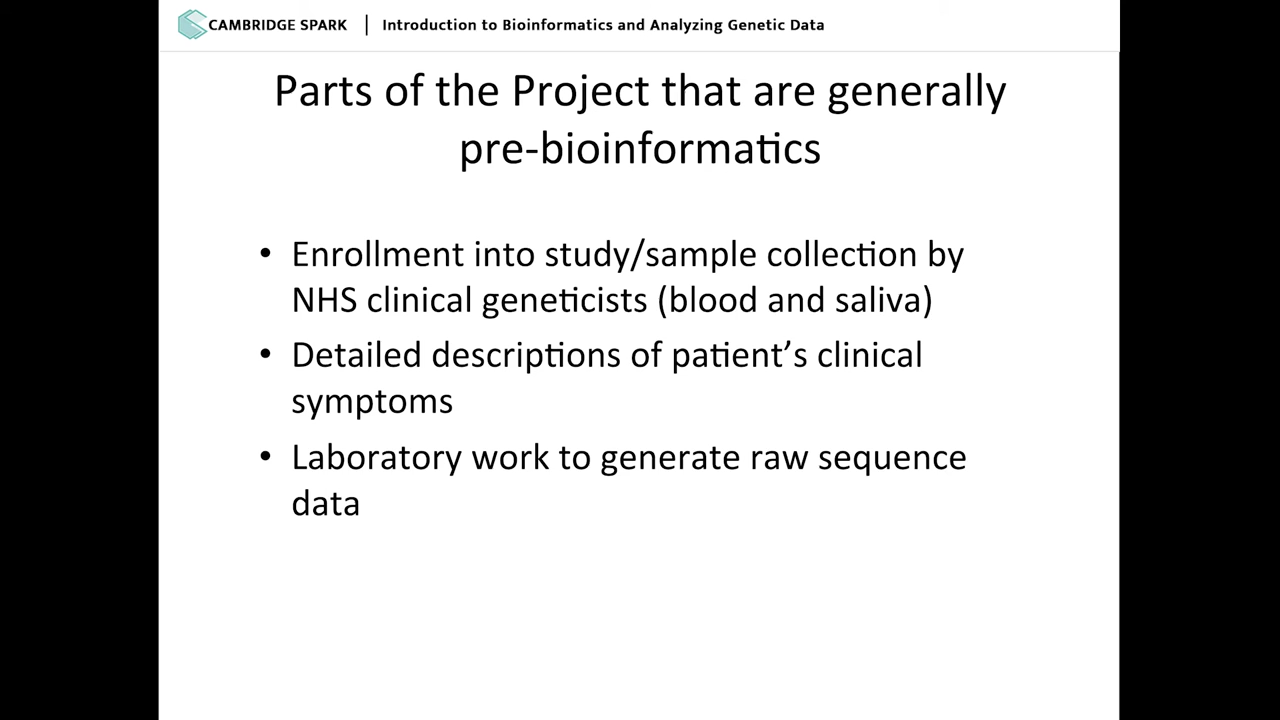 CAMBRIDGE SPARK | Introduction to Bioinformatics and Analyzing Genetic Data
Parts of the Project that are generally
pre-bioinformatics
• Enrollment into study/sample collection by
NHS clinical geneticists (blood and saliva)
• Detailed descriptions of patient’s clinical
symptoms
• Laboratory work to generate raw sequence
data